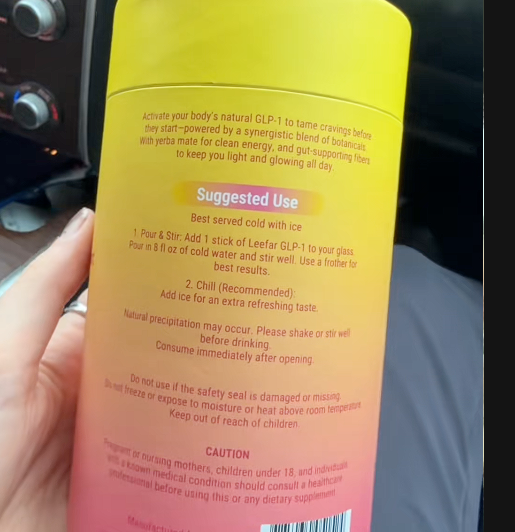 Activate your body's natural GLP-1 to tame cravings before
they start—powered by a synergistic blend of botanicals.
With yerba mate for clean energy, and gut-supporting fibers
to keep you light and glowing all day.
Suggested Use
Best served cold with ice
1. Pour & Stir: Add 1 stick of Leefar GLP-1 to your glass.
Pour in 8 fl oz of cold water and stir well. Use a frother for
best results.
2. Chill (Recommended):
Add ice for an extra refreshing taste.
Natural precipitation may occur. Please shake or stir well
before drinking.
Consume immediately after opening.
Do not use if the safety seal is damaged or missing.
Do not freeze or expose to moisture or heat above room temperature.
Keep out of reach of children.
CAUTION
Pregnant or nursing mothers, children under 18, and individuals
with a known medical condition should consult a healthcare
professional before using this or any dietary supplement.